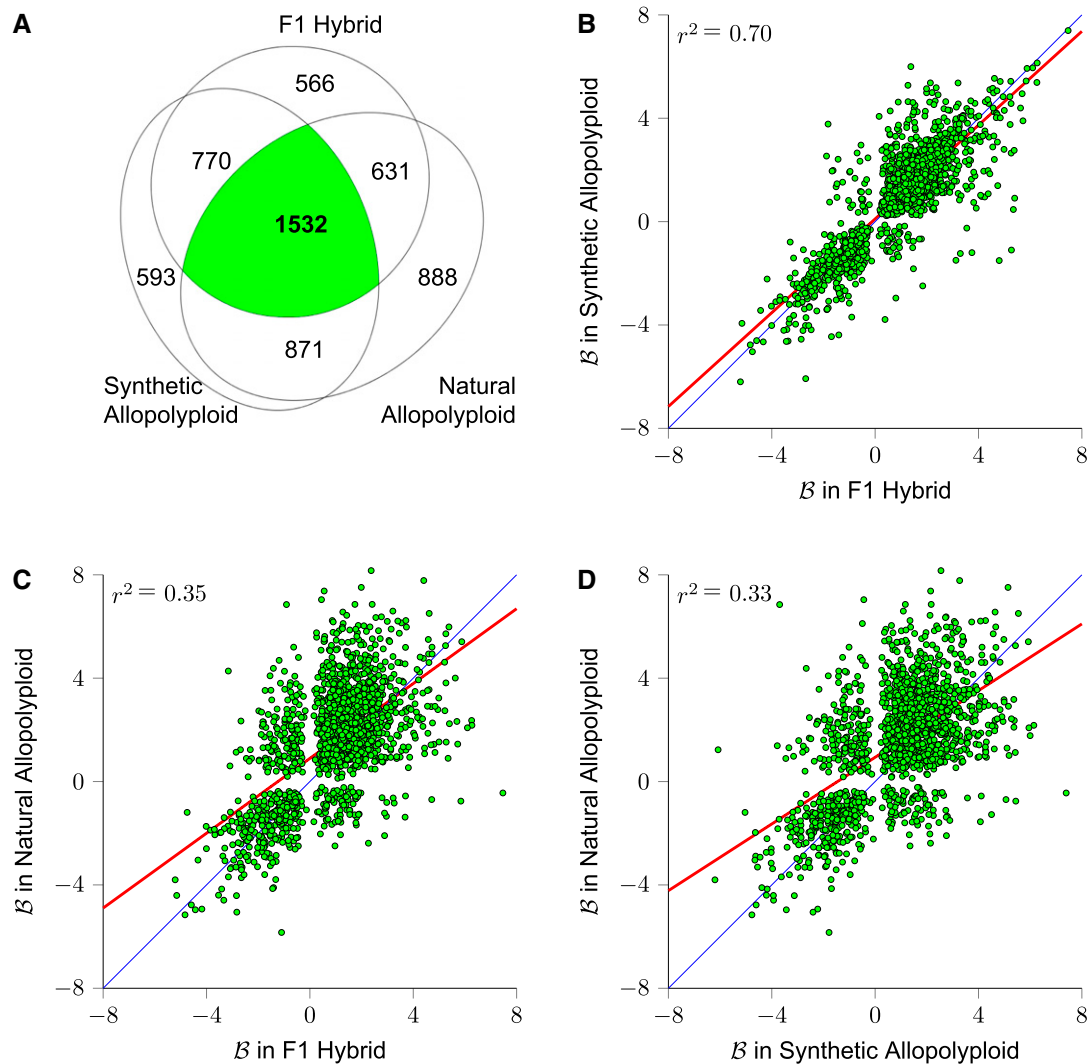 A
F1 Hybrid
566
770
631
1532
593
888
871
Synthetic
Allopolyploid
Natural
Allopolyploid
B
r² = 0.70
ℬ in Synthetic Allopolyploid
8
4
0
−4
−8
−8 −4 0 4 8
ℬ in F1 Hybrid
C
r² = 0.35
ℬ in Natural Allopolyploid
8
4
0
−4
−8
−8 −4 0 4 8
ℬ in F1 Hybrid
D
r² = 0.33
ℬ in Natural Allopolyploid
8
4
0
−4
−8
−8 −4 0 4 8
ℬ in Synthetic Allopolyploid